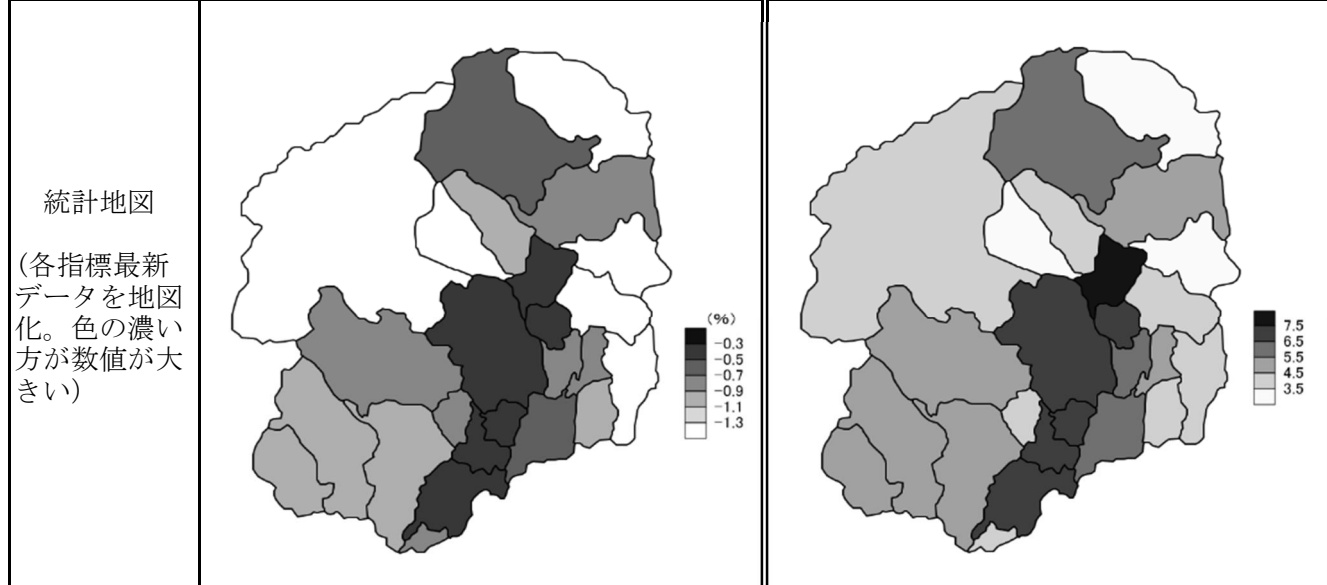 統計地図
(各指標最新
データを地図
化。色の濃い
方が数値が大
きい)
(%)
−0.3
−0.5
−0.7
−0.9
−1.1
−1.3
7.5
6.5
5.5
4.5
3.5